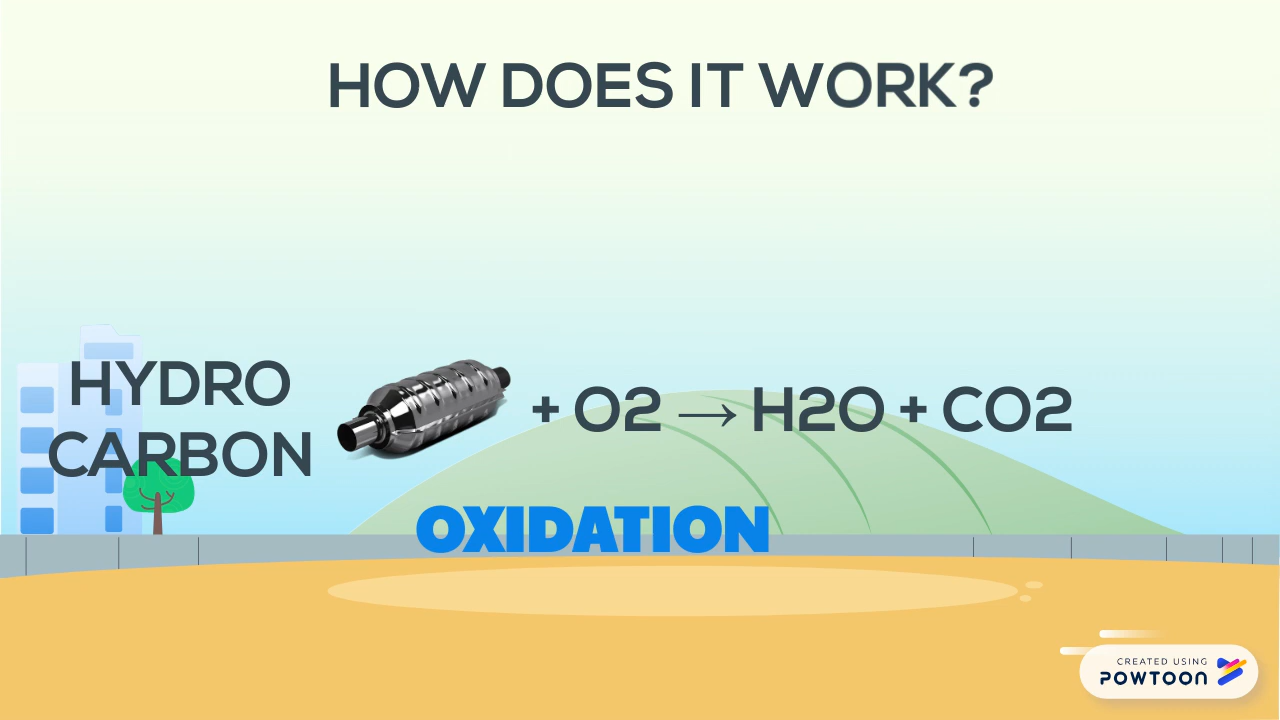 HOW DOES IT WORK?
HYDRO
CARBON
+ O2 → H2O + CO2
OXIDATION
CREATED USING
POWTOON